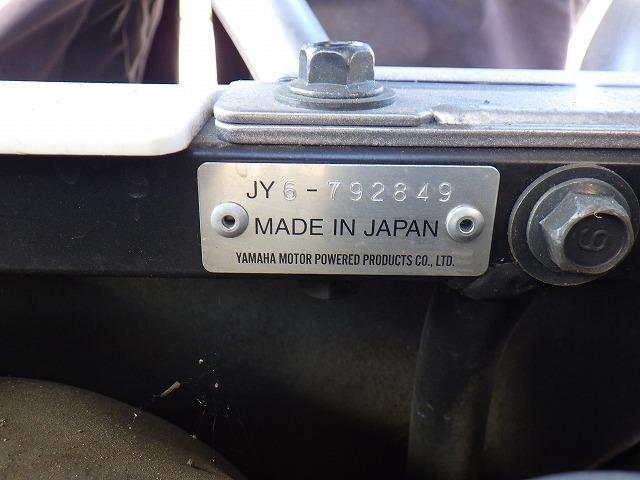 JY6-792849
MADE IN JAPAN
YAMAHA MOTOR POWERED PRODUCTS CO., LTD.